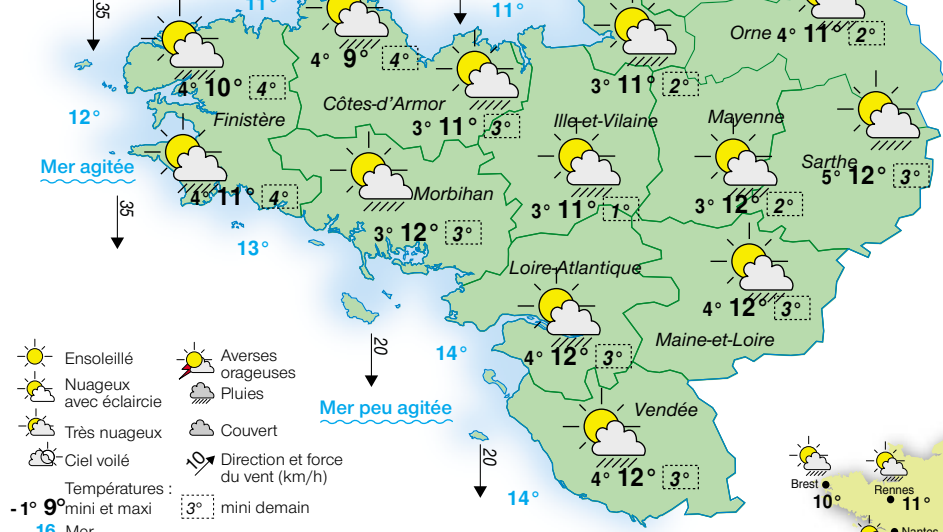 35
11°
11°
Orne 4° 11° 2°
4° 9° 4°
4° 10° 4°
3° 11° 2°
Côtes-d'Armor
12°
Finistère
3° 11° 3°
Ille-et-Vilaine
Mayenne
Mer agitée
Sarthe
5° 12° 3°
4° 11° 4°
Morbihan
35
3° 11° 1°
3° 12° 2°
13°
3° 12° 3°
Loire-Atlantique
4° 12° 3°
20
14°
4° 12° 3°
Maine-et-Loire
Mer peu agitée
Vendée
20
4° 12° 3°
14°
Ensoleillé
Nuageux
avec éclaircie
Très nuageux
Ciel voilé
Températures :
-1° 9° mini et maxi
16 Mer
Averses
orageuses
Pluies
Couvert
10 Direction et force
du vent (km/h)
3° mini demain
Brest
10°
Rennes
11°
Nantes